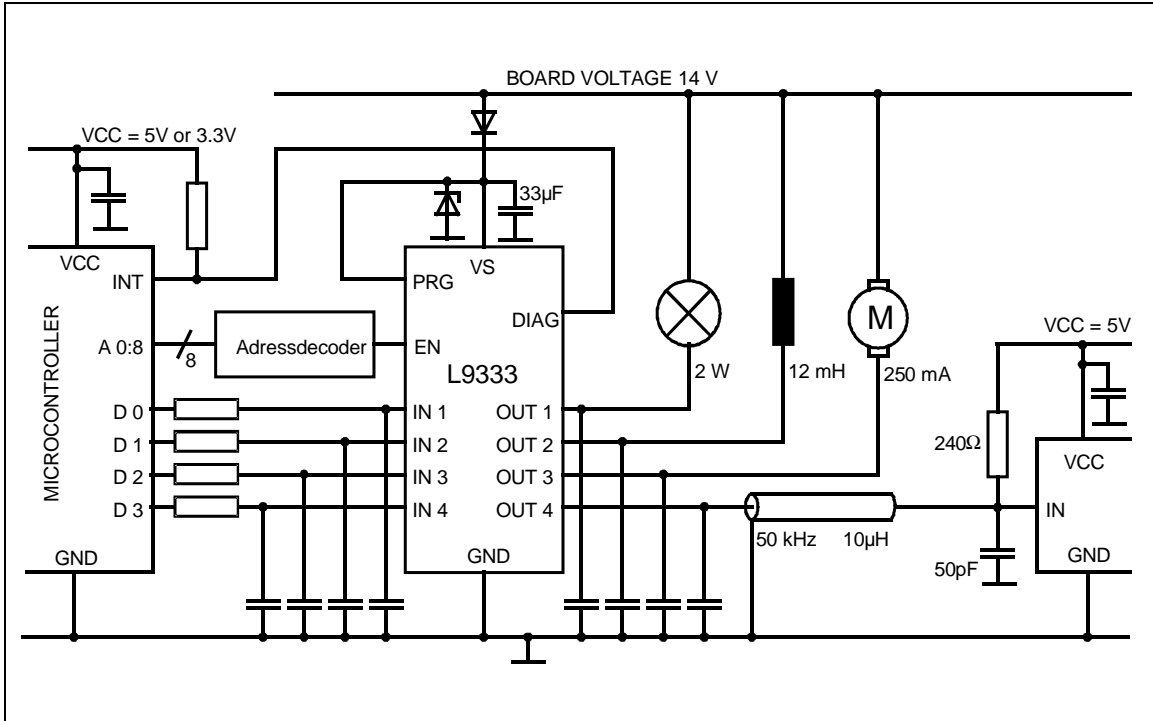 BOARD VOLTAGE 14 V
VCC = 5V or 3.3V
33µF
VCC
VS
INT
PRG
DIAG
MICROCONTROLLER
A 0:8
8
Adressdecoder
EN
L9333
2 W
12 mH
M
250 mA
VCC = 5V
D 0
IN 1
OUT 1
D 1
IN 2
OUT 2
240Ω
VCC
D 2
IN 3
OUT 3
D 3
IN 4
OUT 4
IN
50 kHz
10µH
GND
GND
50pF
GND